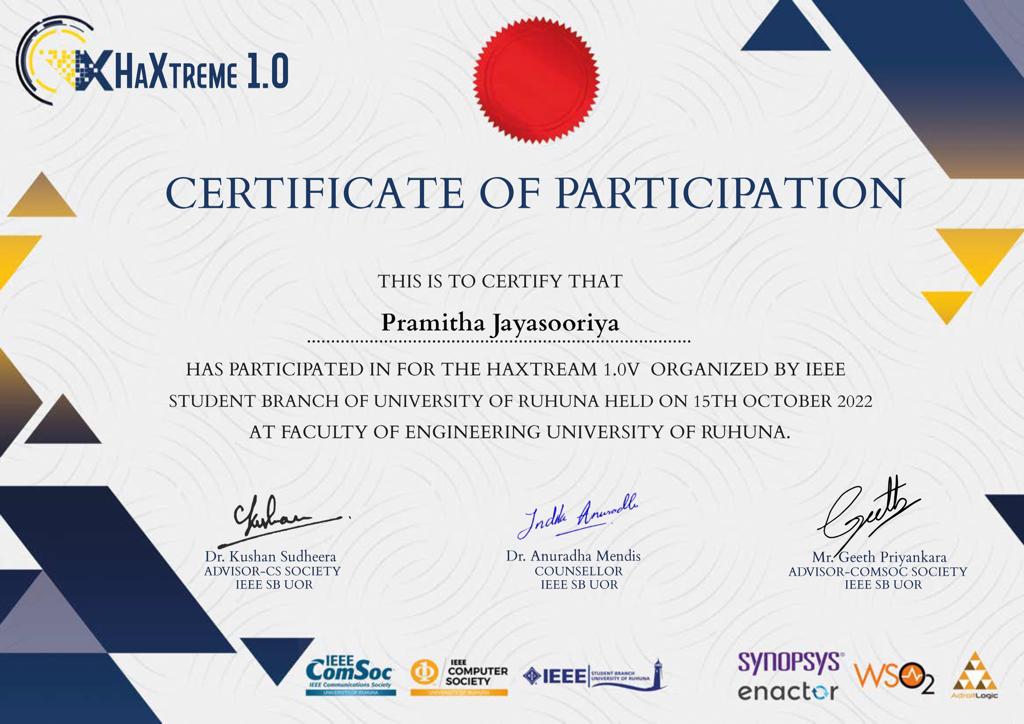 HAXTREME 1.0
CERTIFICATE OF PARTICIPATION
THIS IS TO CERTIFY THAT
Pramitha Jayasooriya
HAS PARTICIPATED IN FOR THE HAXTREAM 1.0V ORGANIZED BY IEEE
STUDENT BRANCH OF UNIVERSITY OF RUHUNA HELD ON 15TH OCTOBER 2022
AT FACULTY OF ENGINEERING UNIVERSITY OF RUHUNA.
Dr. Kushan Sudheera
ADVISOR-CS SOCIETY
IEEE SB UOR
Dr. Anuradha Mendis
COUNSELLOR
IEEE SB UOR
Mr. Geeth Priyankara
ADVISOR-COMSOC SOCIETY
IEEE SB UOR
IEEE
ComSoc
IEEE Communications Society
UNIVERSITY OF RUHUNA
IEEE
COMPUTER
SOCIETY
UNIVERSITY OF RUHUNA
IEEE
STUDENT BRANCH
UNIVERSITY OF RUHUNA
SYNOPSYS®
enactor
WSO2
AdroitLogic